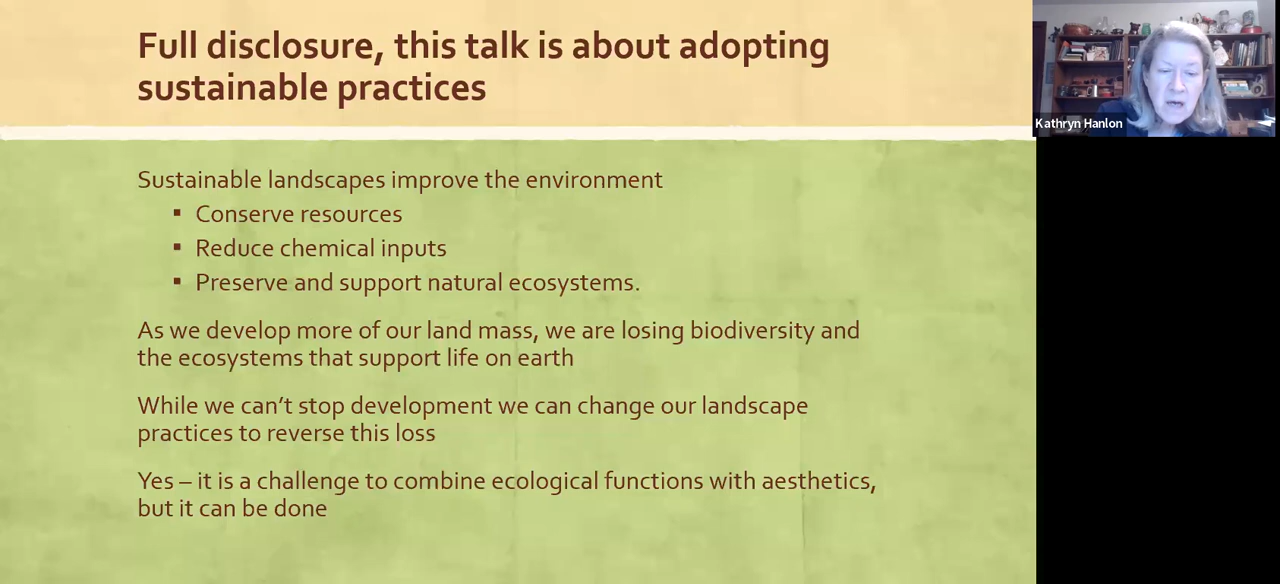 Full disclosure, this talk is about adopting
sustainable practices
Kathryn Hanlon
Sustainable landscapes improve the environment
▪ Conserve resources
▪ Reduce chemical inputs
▪ Preserve and support natural ecosystems.
As we develop more of our land mass, we are losing biodiversity and
the ecosystems that support life on earth
While we can’t stop development we can change our landscape
practices to reverse this loss
Yes – it is a challenge to combine ecological functions with aesthetics,
but it can be done